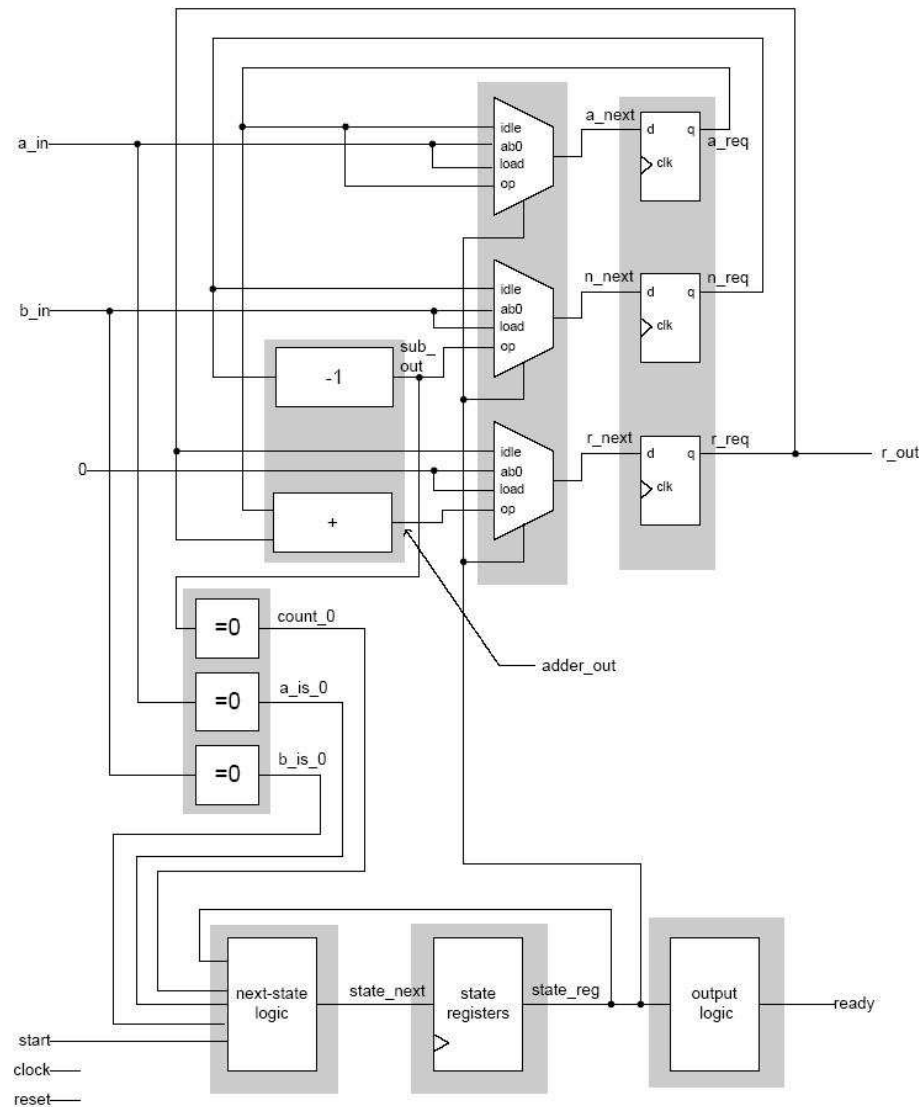 a_in
idle
ab0
load
op
a_next
d
q
clk
a_req
b_in
idle
ab0
load
op
n_next
d
q
clk
n_req
sub_
out
-1
0
idle
ab0
load
op
r_next
d
q
clk
r_req
r_out
+
adder_out
=0
count_0
=0
a_is_0
=0
b_is_0
next-state
logic
state_next
state
registers
state_reg
output
logic
ready
start
clock
reset